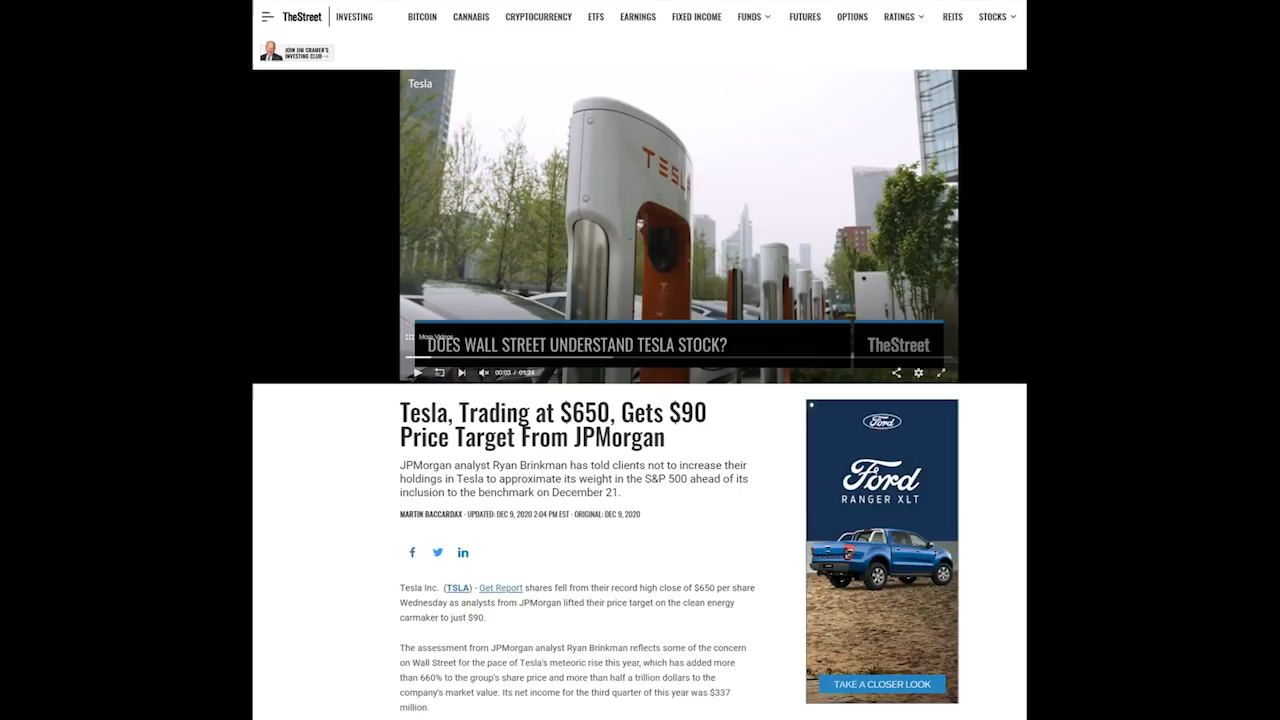 TheStreet INVESTING BITCOIN CANNABIS CRYPTOCURRENCY ETFS EARNINGS FIXED INCOME FUNDS FUTURES OPTIONS RATINGS REITS STOCKS
JOIN JIM CRAMER'S
INVESTING CLUB
Tesla
TESLA
More Videos
DOES WALL STREET UNDERSTAND TESLA STOCK? TheStreet
00:03 / 01:24
Tesla, Trading at $650, Gets $90
Price Target From JPMorgan
JPMorgan analyst Ryan Brinkman has told clients not to increase their
holdings in Tesla to approximate its weight in the S&P 500 ahead of its
inclusion to the benchmark on December 21.
MARTIN BACCARDAX · UPDATED: DEC 9, 2020 2:04 PM EST · ORIGINAL: DEC 9, 2020
Tesla Inc. (TSLA) - Get Report shares fell from their record high close of $650 per share
Wednesday as analysts from JPMorgan lifted their price target on the clean energy
carmaker to just $90.
The assessment from JPMorgan analyst Ryan Brinkman reflects some of the concern
on Wall Street for the pace of Tesla's meteoric rise this year, which has added more
than 660% to the group's share price and more than half a trillion dollars to the
company's market value. Its net income for the third quarter of this year was $337
million.
Ford
Ford
RANGER XLT
TAKE A CLOSER LOOK